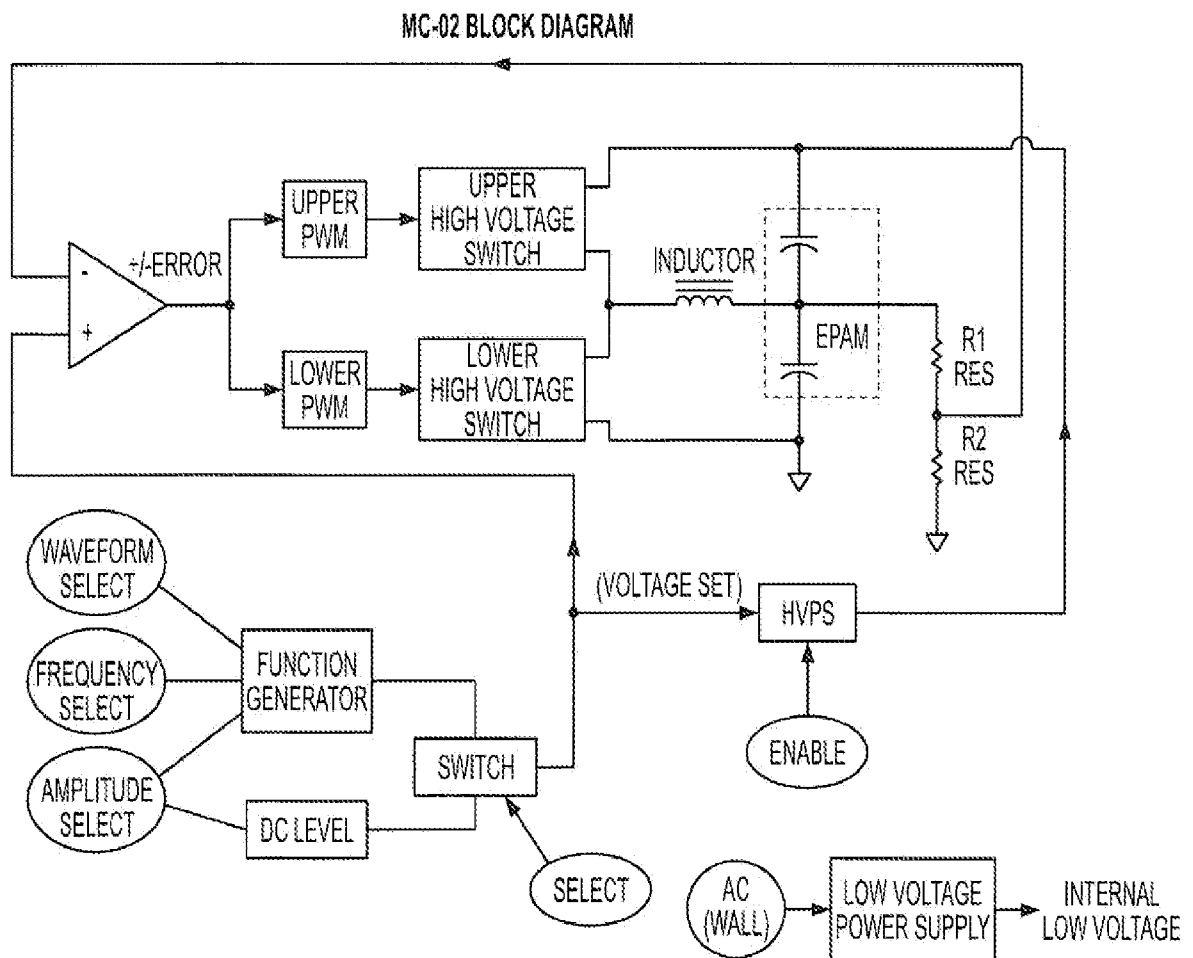 MC-02 BLOCK DIAGRAM
-
+
+/-ERROR
UPPER
PWM
LOWER
PWM
UPPER
HIGH VOLTAGE
SWITCH
LOWER
HIGH VOLTAGE
SWITCH
INDUCTOR
EPAM
R1
RES
R2
RES
WAVEFORM
SELECT
FREQUENCY
SELECT
AMPLITUDE
SELECT
FUNCTION
GENERATOR
DC LEVEL
SWITCH
SELECT
(VOLTAGE SET)
HVPS
ENABLE
AC
(WALL)
LOW VOLTAGE
POWER SUPPLY
INTERNAL
LOW VOLTAGE